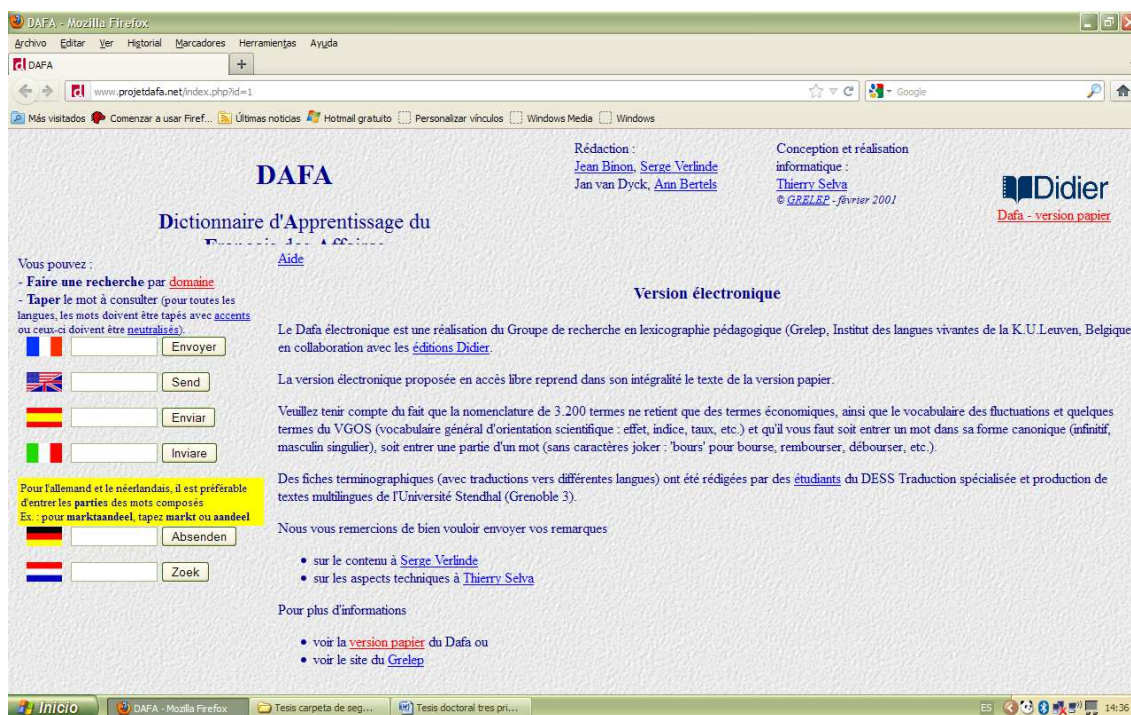 DAFA - Mozilla Firefox
Archivo Editar Ver Historial Marcadores Herramientas Ayuda
DAFA +
www.projetdafa.net/index.php?id=1
Google
Más visitados Comenzar a usar Firef... Últimas noticias Hotmail gratuito Personalizar vínculos Windows Media Windows
DAFA
Dictionnaire d'Apprentissage du
Français des Affaires
Rédaction :
Jean Binon, Serge Verlinde
Jan van Dyck, Ann Bertels
Conception et réalisation
informatique :
Thierry Selva
© GRELEP - février 2001
Didier
Dafa - version papier
Vous pouvez :
- Faire une recherche par domaine
- Taper le mot à consulter (pour toutes les
langues, les mots doivent être tapés avec accents
ou ceux-ci doivent être neutralisés).
Envoyer
Send
Enviar
Inviare
Pour l'allemand et le néerlandais, il est préférable
d'entrer les parties des mots composés
Ex. : pour marktaandeel, tapez markt ou aandeel
Absenden
Zoek
Aide
Version électronique
Le Dafa électronique est une réalisation du Groupe de recherche en lexicographie pédagogique (Grelep, Institut des langues vivantes de la K.U.Leuven, Belgique
en collaboration avec les éditions Didier.
La version électronique proposée en accès libre reprend dans son intégralité le texte de la version papier.
Veuillez tenir compte du fait que la nomenclature de 3.200 termes ne retient que des termes économiques, ainsi que le vocabulaire des fluctuations et quelques
termes du VGOS (vocabulaire général d'orientation scientifique : effet, indice, taux, etc.) et qu'il vous faut soit entrer un mot dans sa forme canonique (infinitif,
masculin singulier), soit entrer une partie d'un mot (sans caractères joker : 'bours' pour bourse, rembourser, débourser, etc.).
Des fiches terminographiques (avec traductions vers différentes langues) ont été rédigées par des étudiants du DESS Traduction spécialisée et production de
textes multilingues de l'Université Stendhal (Grenoble 3).
Nous vous remercions de bien vouloir envoyer vos remarques
• sur le contenu à Serge Verlinde
• sur les aspects techniques à Thierry Selva
Pour plus d'informations
• voir la version papier du Dafa ou
• voir le site du Grelep
Inicio DAFA - Mozilla Firefox Tesis carpeta de seg... Tesis doctoral tres pri... ES 14:36